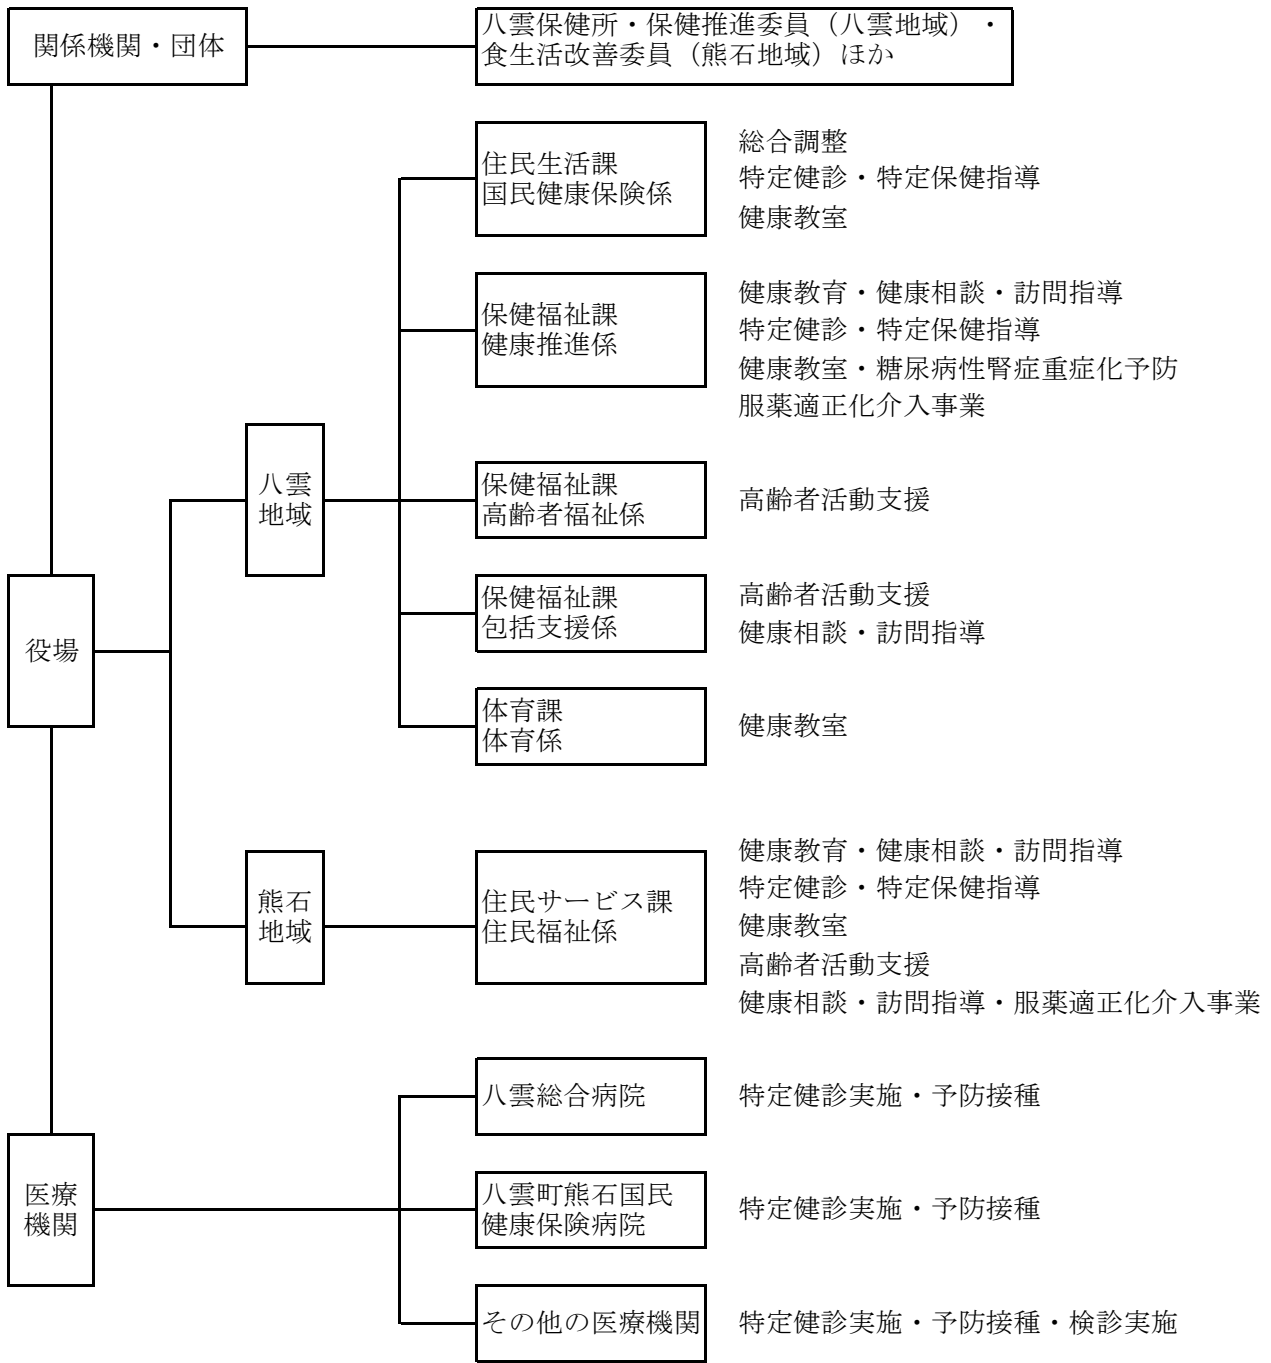 関係機関・団体
八雲保健所・保健推進委員（八雲地域）・
食生活改善委員（熊石地域）ほか
住民生活課
国民健康保険係
総合調整
特定健診・特定保健指導
健康教室
保健福祉課
健康推進係
健康教育・健康相談・訪問指導
特定健診・特定保健指導
健康教室・糖尿病性腎症重症化予防
服薬適正化介入事業
八雲
地域
保健福祉課
高齢者福祉係
高齢者活動支援
保健福祉課
包括支援係
高齢者活動支援
健康相談・訪問指導
役場
体育課
体育係
健康教室
熊石
地域
住民サービス課
住民福祉係
健康教育・健康相談・訪問指導
特定健診・特定保健指導
健康教室
高齢者活動支援
健康相談・訪問指導・服薬適正化介入事業
医療
機関
八雲総合病院
特定健診実施・予防接種
八雲町熊石国民
健康保険病院
特定健診実施・予防接種
その他の医療機関
特定健診実施・予防接種・検診実施